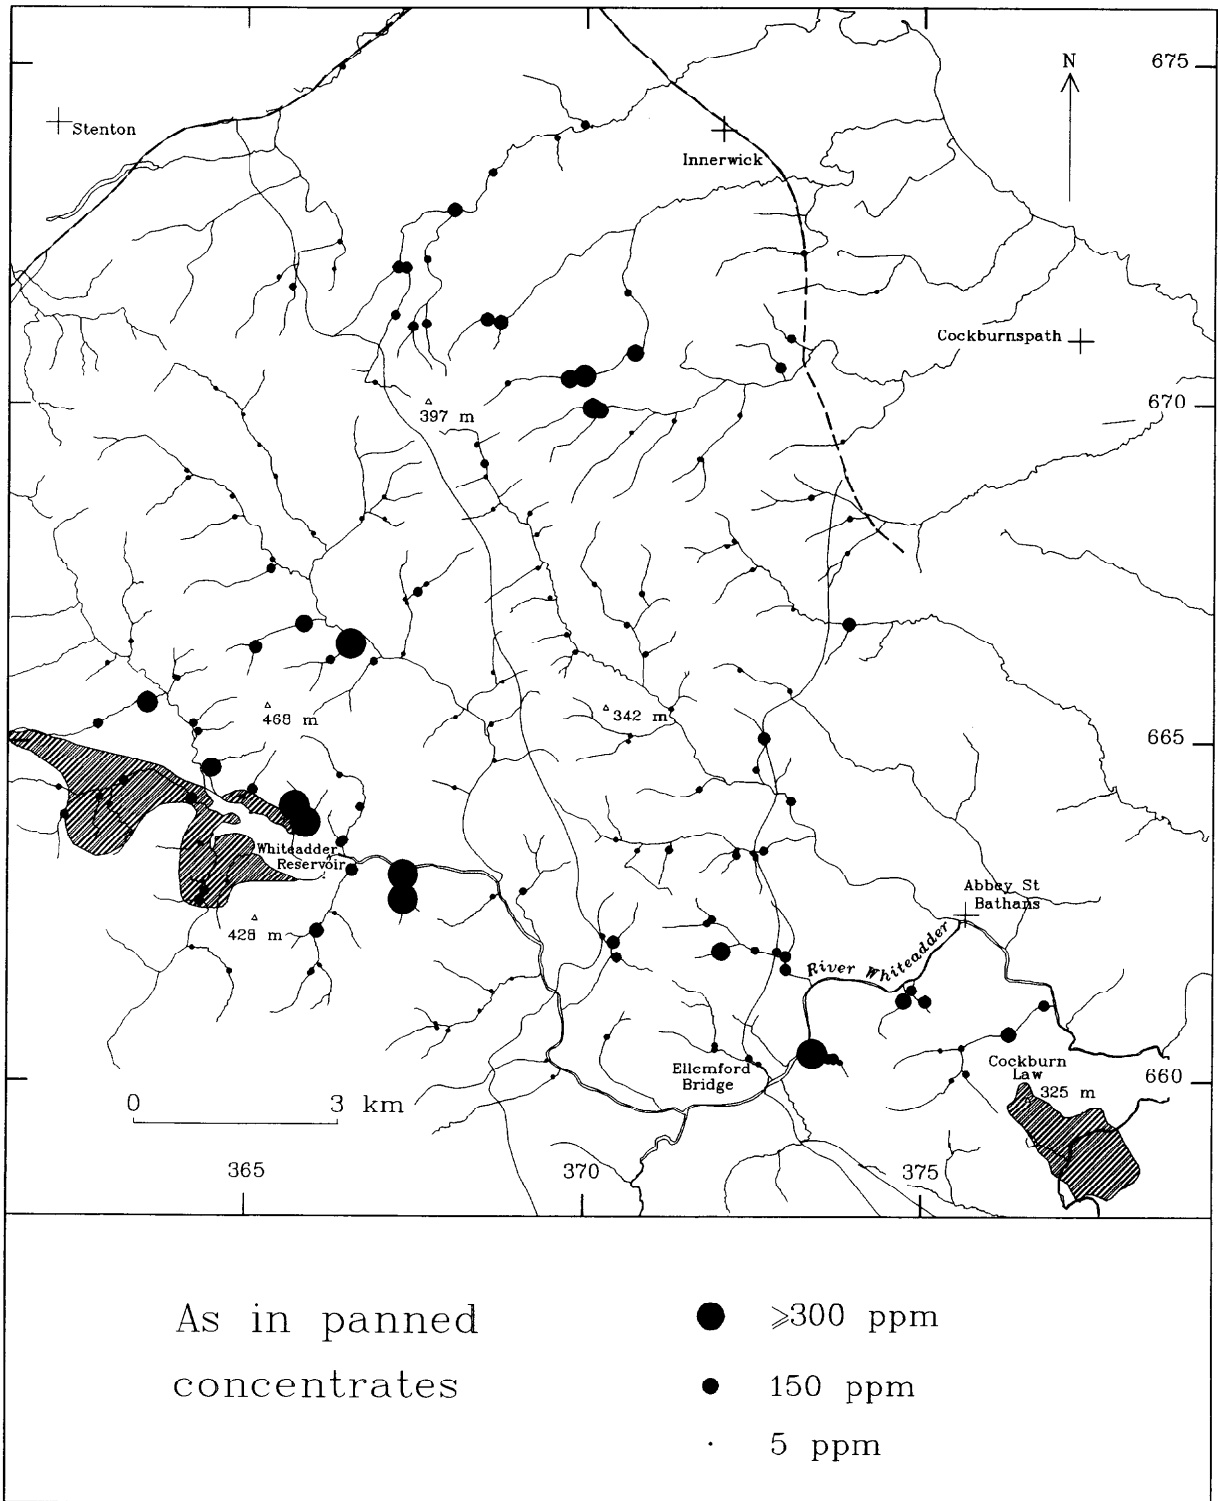 N
675
Stenton
Innerwick
Cockburnspath
670
397 m
468 m
342 m
665
Whiteadder
Reservoir
Abbey St
Bathans
428 m
River Whiteadder
Ellemford
Bridge
Cockburn
Law
325 m
660
0 3 km
365
370
375
As in panned
concentrates
⩾300 ppm
150 ppm
5 ppm